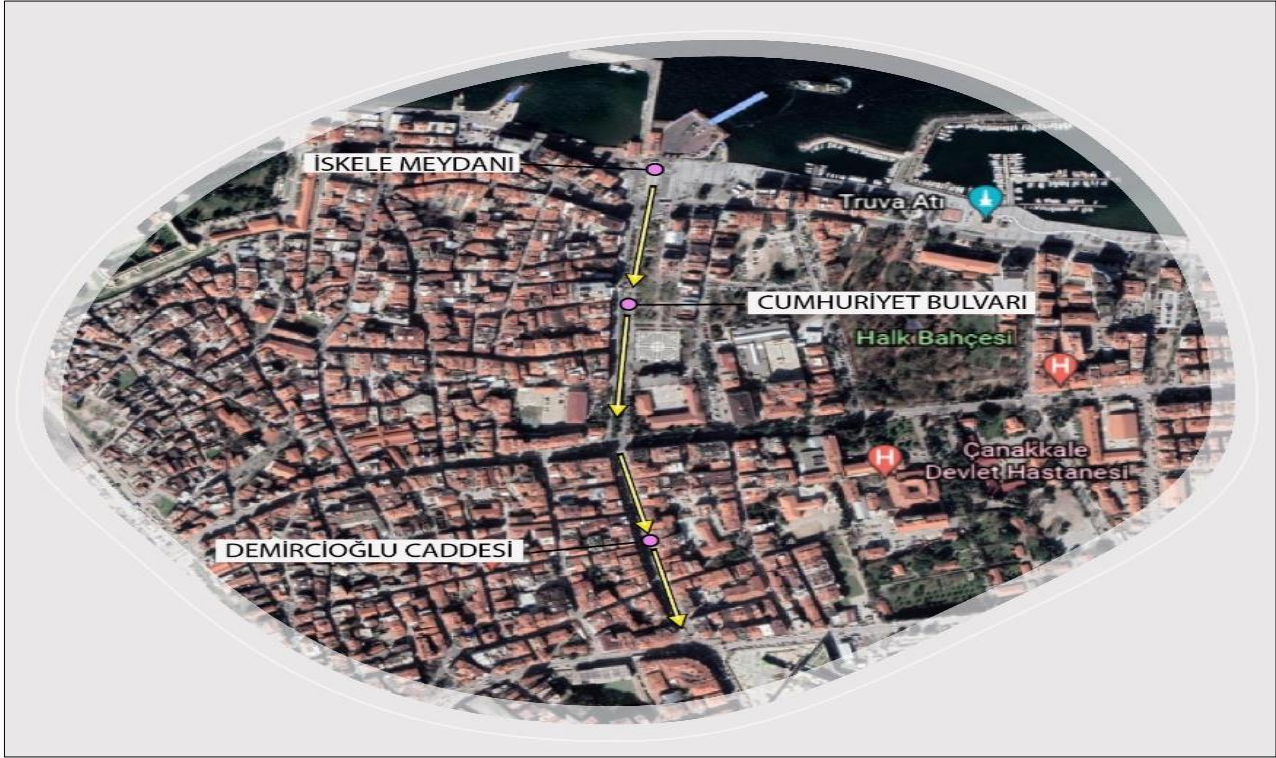 İSKELE MEYDANI
Truva Atı
CUMHURİYET BULVARI
Halk Bahçesi
H
Çanakkale
Devlet Hastanesi
H
DEMİRCİOĞLU CADDESİ